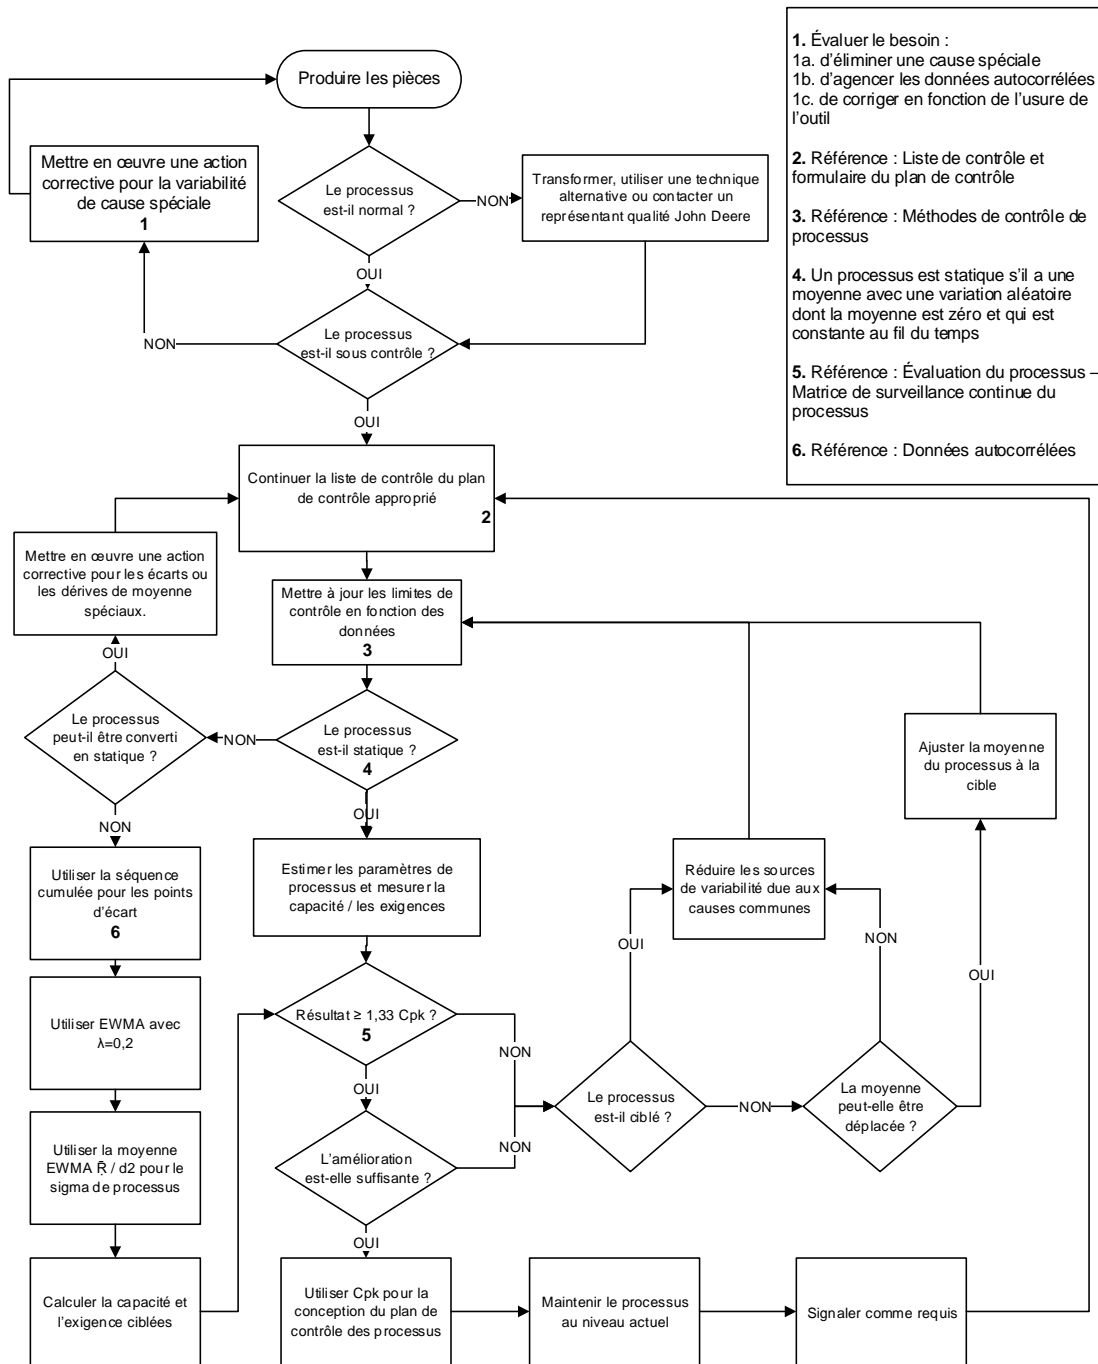 Produire les pièces
1. Évaluer le besoin :
1a. d'éliminer une cause spéciale
1b. d'agencer les données autocorrélées
1c. de corriger en fonction de l'usure de
l'outil
2. Référence : Liste de contrôle et
formulaire du plan de contrôle
3. Référence : Méthodes de contrôle de
processus
4. Un processus est statique s'il a une
moyenne avec une variation aléatoire
dont la moyenne est zéro et qui est
constante au fil du temps
5. Référence : Évaluation du processus –
Matrice de surveillance continue du
processus
6. Référence : Données autocorrélées
Mettre en œuvre une action
corrective pour la variabilité
de cause spéciale
1
Le processus
est-il normal ?
NON
Transformer, utiliser une technique
alternative ou contacter un
représentant qualité John Deere
OUI
Le processus
est-il sous contrôle ?
NON
OUI
Continuer la liste de contrôle du plan
de contrôle approprié
2
Mettre en œuvre une action
corrective pour les écarts ou
les dérives de moyenne
spéciaux.
Mettre à jour les limites de
contrôle en fonction des
données
3
OUI
Le processus
peut-il être converti
en statique ?
NON
Le processus
est-il statique ?
4
Ajuster la moyenne
du processus à la
cible
NON
OUI
Utiliser la séquence
cumulée pour les points
d'écart
6
Estimer les paramètres de
processus et mesurer la
capacité / les exigences
Réduire les sources
de variabilité due aux
causes communes
OUI
NON
OUI
Utiliser EWMA avec
λ=0,2
Résultat ≥ 1,33 Cpk ?
5
NON
OUI
Le processus
est-il ciblé ?
NON
La moyenne
peut-elle être
déplacée ?
Utiliser la moyenne
EWMA R̄ / d2 pour le
sigma de processus
L'amélioration
est-elle suffisante ?
NON
OUI
Calculer la capacité et
l'exigence ciblées
Utiliser Cpk pour la
conception du plan de
contrôle des processus
Maintenir le processus
au niveau actuel
Signaler comme requis